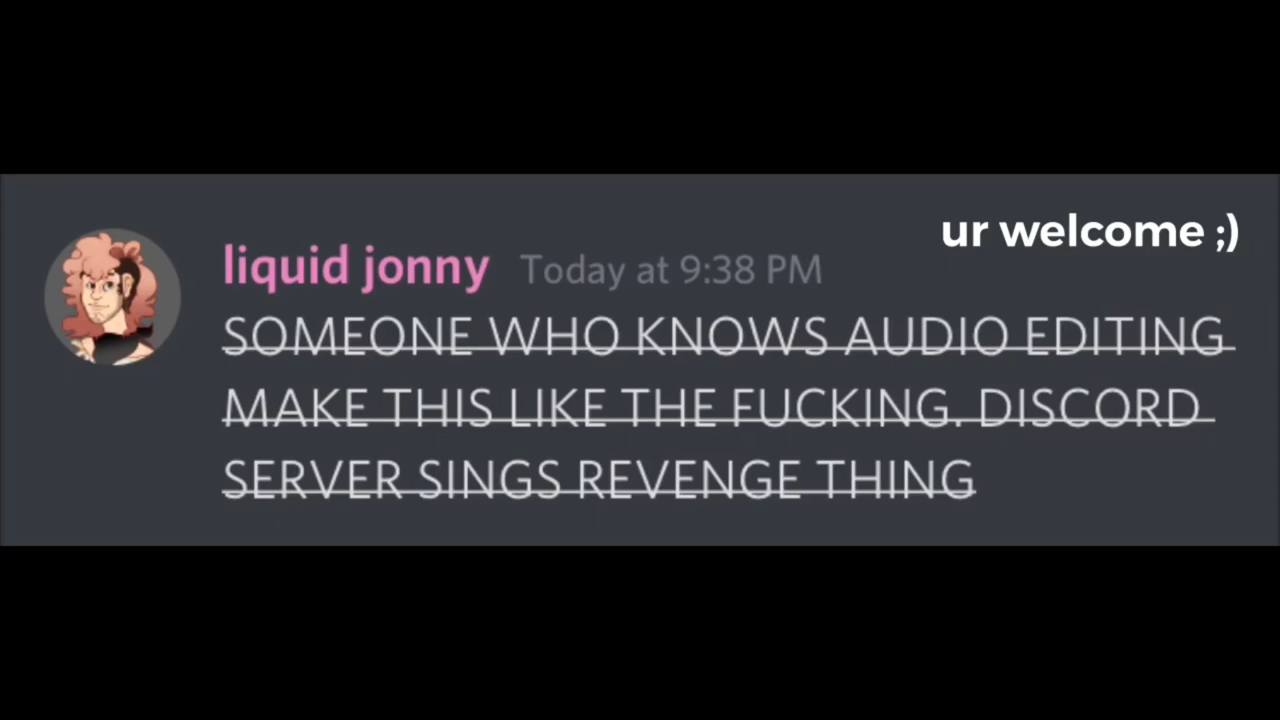 ur welcome ;)
liquid jonny Today at 9:38 PM
SOMEONE WHO KNOWS AUDIO EDITING
MAKE THIS LIKE THE FUCKING. DISCORD
SERVER SINGS REVENGE THING